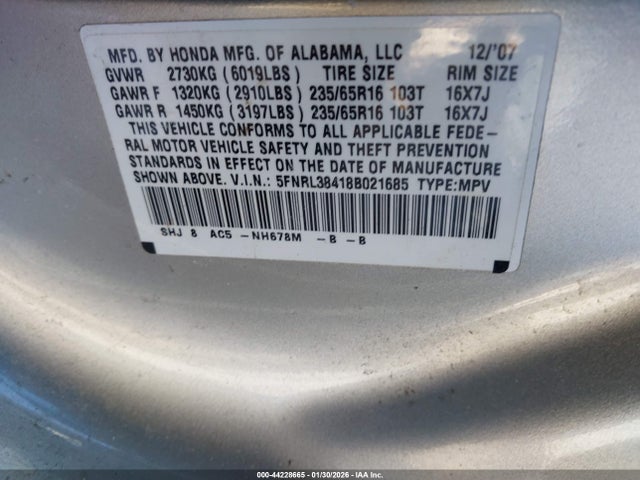 MFD. BY HONDA MFG. OF ALABAMA, LLC 12/'07
GVWR 2730KG (6019LBS) TIRE SIZE RIM SIZE
GAWR F 1320KG (2910LBS) 235/65R16 103T 16X7J
GAWR R 1450KG (3197LBS) 235/65R16 103T 16X7J
THIS VEHICLE CONFORMS TO ALL APPLICABLE FEDE-
RAL MOTOR VEHICLE SAFETY AND THEFT PREVENTION
STANDARDS IN EFFECT ON THE DATE OF MANUFACTURE
SHOWN ABOVE. V.I.N.: 5FNRL38418B021685 TYPE:MPV
SHJ 8 AC5 -NH678M -B -B
000-44228665 - 01/30/2026 - IAA Inc.